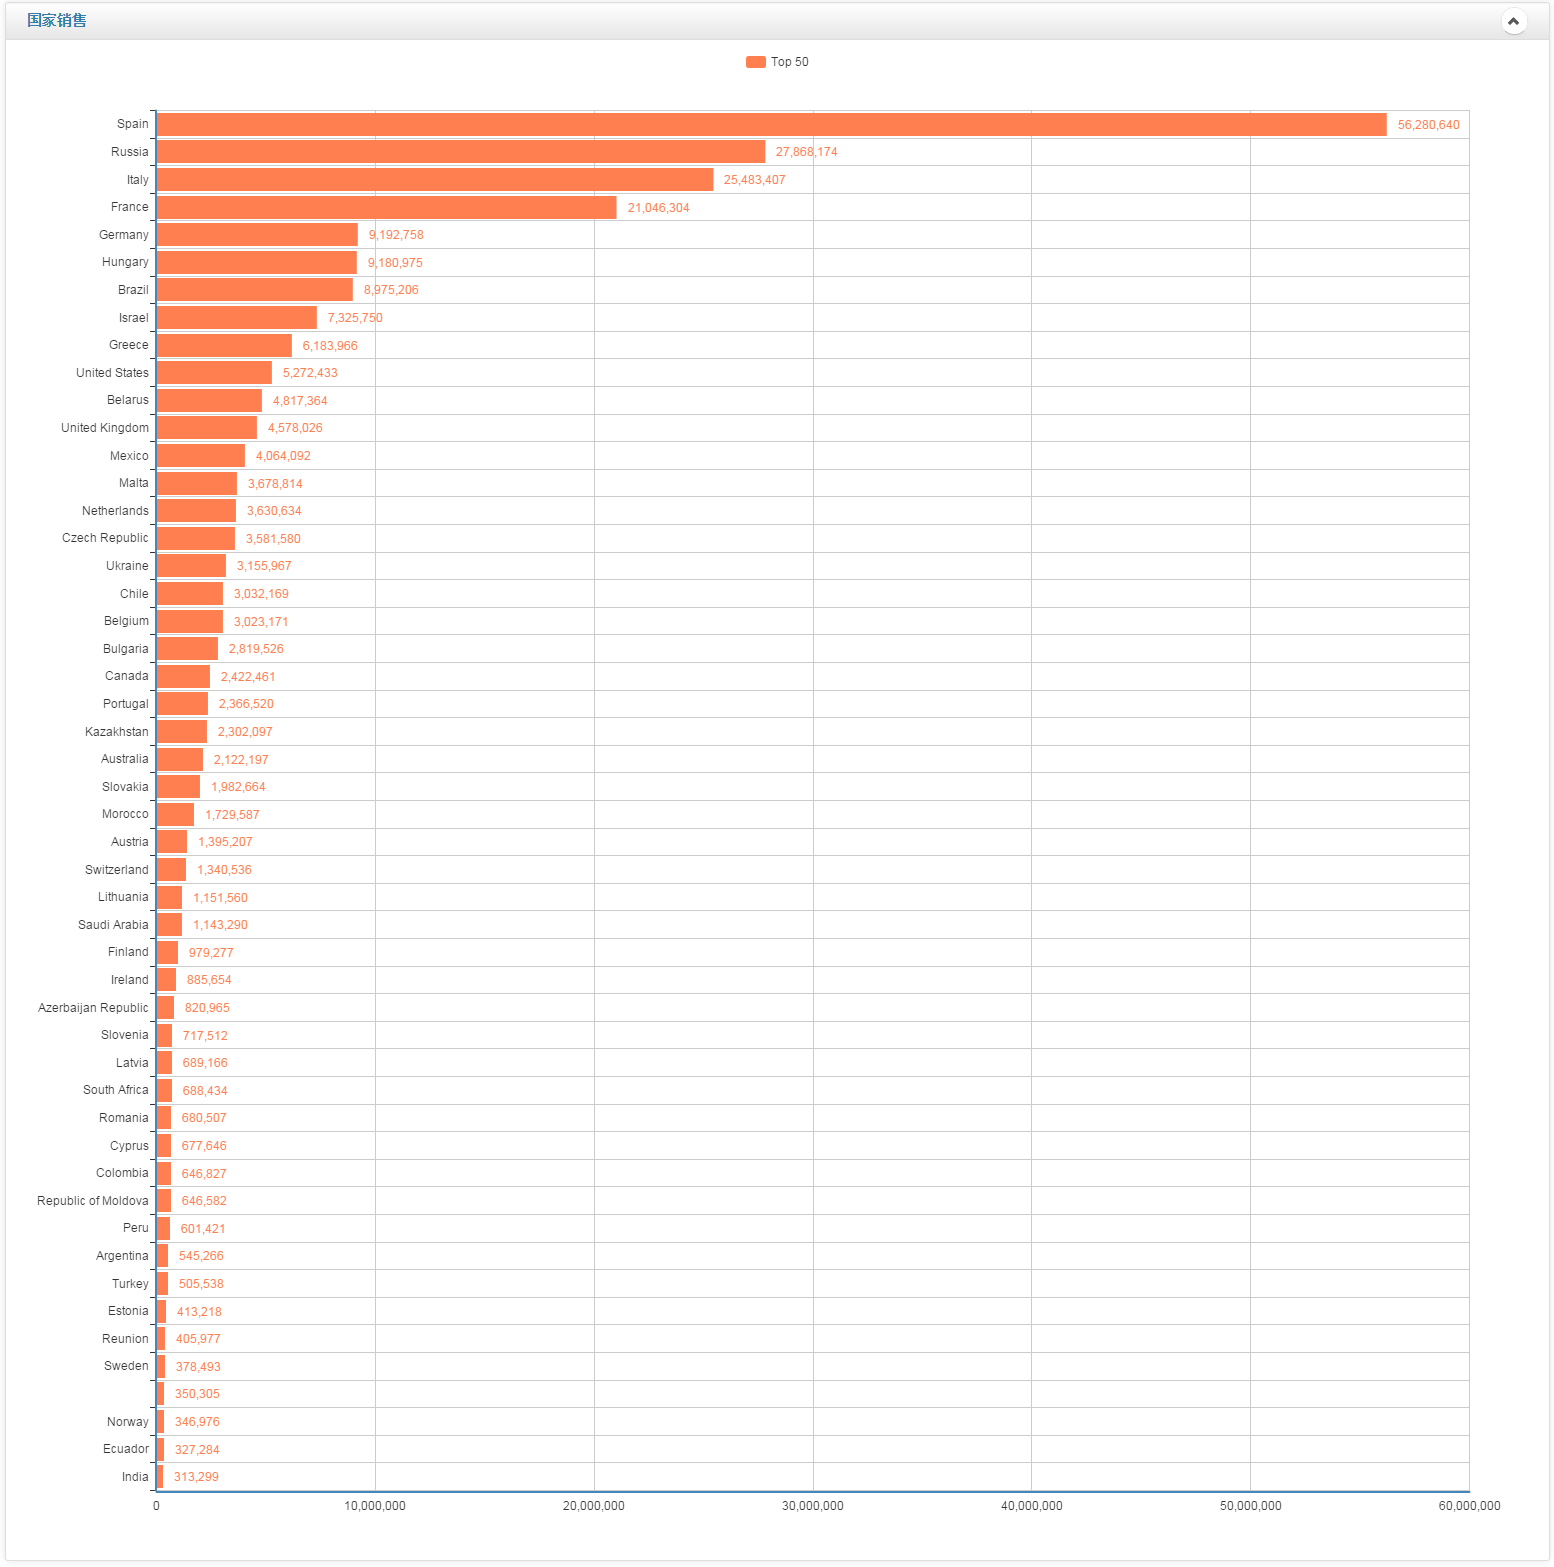 国家销售
Top 50
Spain 56,280,640
Russia 27,868,174
Italy 25,483,407
France 21,046,304
Germany 9,192,758
Hungary 9,180,975
Brazil 8,975,206
Israel 7,325,750
Greece 6,183,966
United States 5,272,433
Belarus 4,817,364
United Kingdom 4,578,026
Mexico 4,064,092
Malta 3,678,814
Netherlands 3,630,634
Czech Republic 3,581,580
Ukraine 3,155,967
Chile 3,032,169
Belgium 3,023,171
Bulgaria 2,819,526
Canada 2,422,461
Portugal 2,366,520
Kazakhstan 2,302,097
Australia 2,122,197
Slovakia 1,982,664
Morocco 1,729,587
Austria 1,395,207
Switzerland 1,340,536
Lithuania 1,151,560
Saudi Arabia 1,143,290
Finland 979,277
Ireland 885,654
Azerbaijan Republic 820,965
Slovenia 717,512
Latvia 689,166
South Africa 688,434
Romania 680,507
Cyprus 677,646
Colombia 646,827
Republic of Moldova 646,582
Peru 601,421
Argentina 545,266
Turkey 505,538
Estonia 413,218
Reunion 405,977
Sweden 378,493
350,305
Norway 346,976
Ecuador 327,284
India 313,299
0 10,000,000 20,000,000 30,000,000 40,000,000 50,000,000 60,000,000